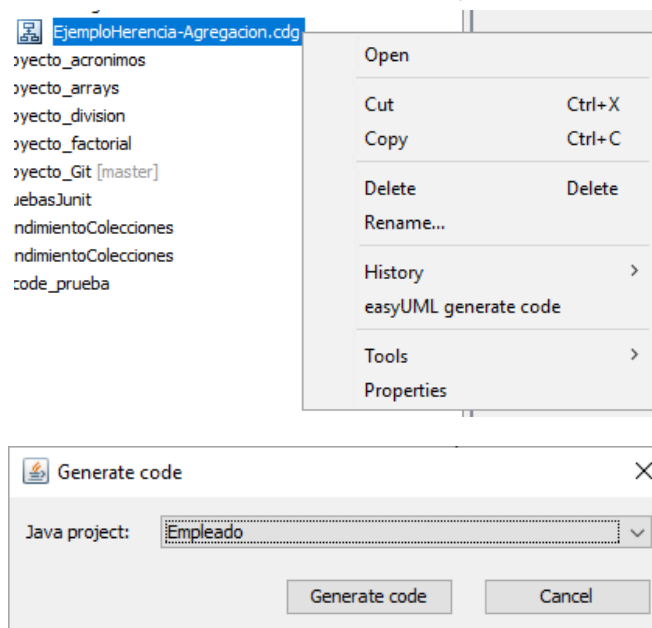 EjemploHerencia-Agregacion.cdg
oyecto_acronimos
oyecto_arrays
oyecto_division
oyecto_factorial
oyecto_Git [master]
uebasJunit
ndimientoColecciones
ndimientoColecciones
code_prueba
Open
Cut Ctrl+X
Copy Ctrl+C
Delete Delete
Rename...
History >
easyUML generate code
Tools >
Properties
Generate code
Java project: Empleado
Generate code Cancel